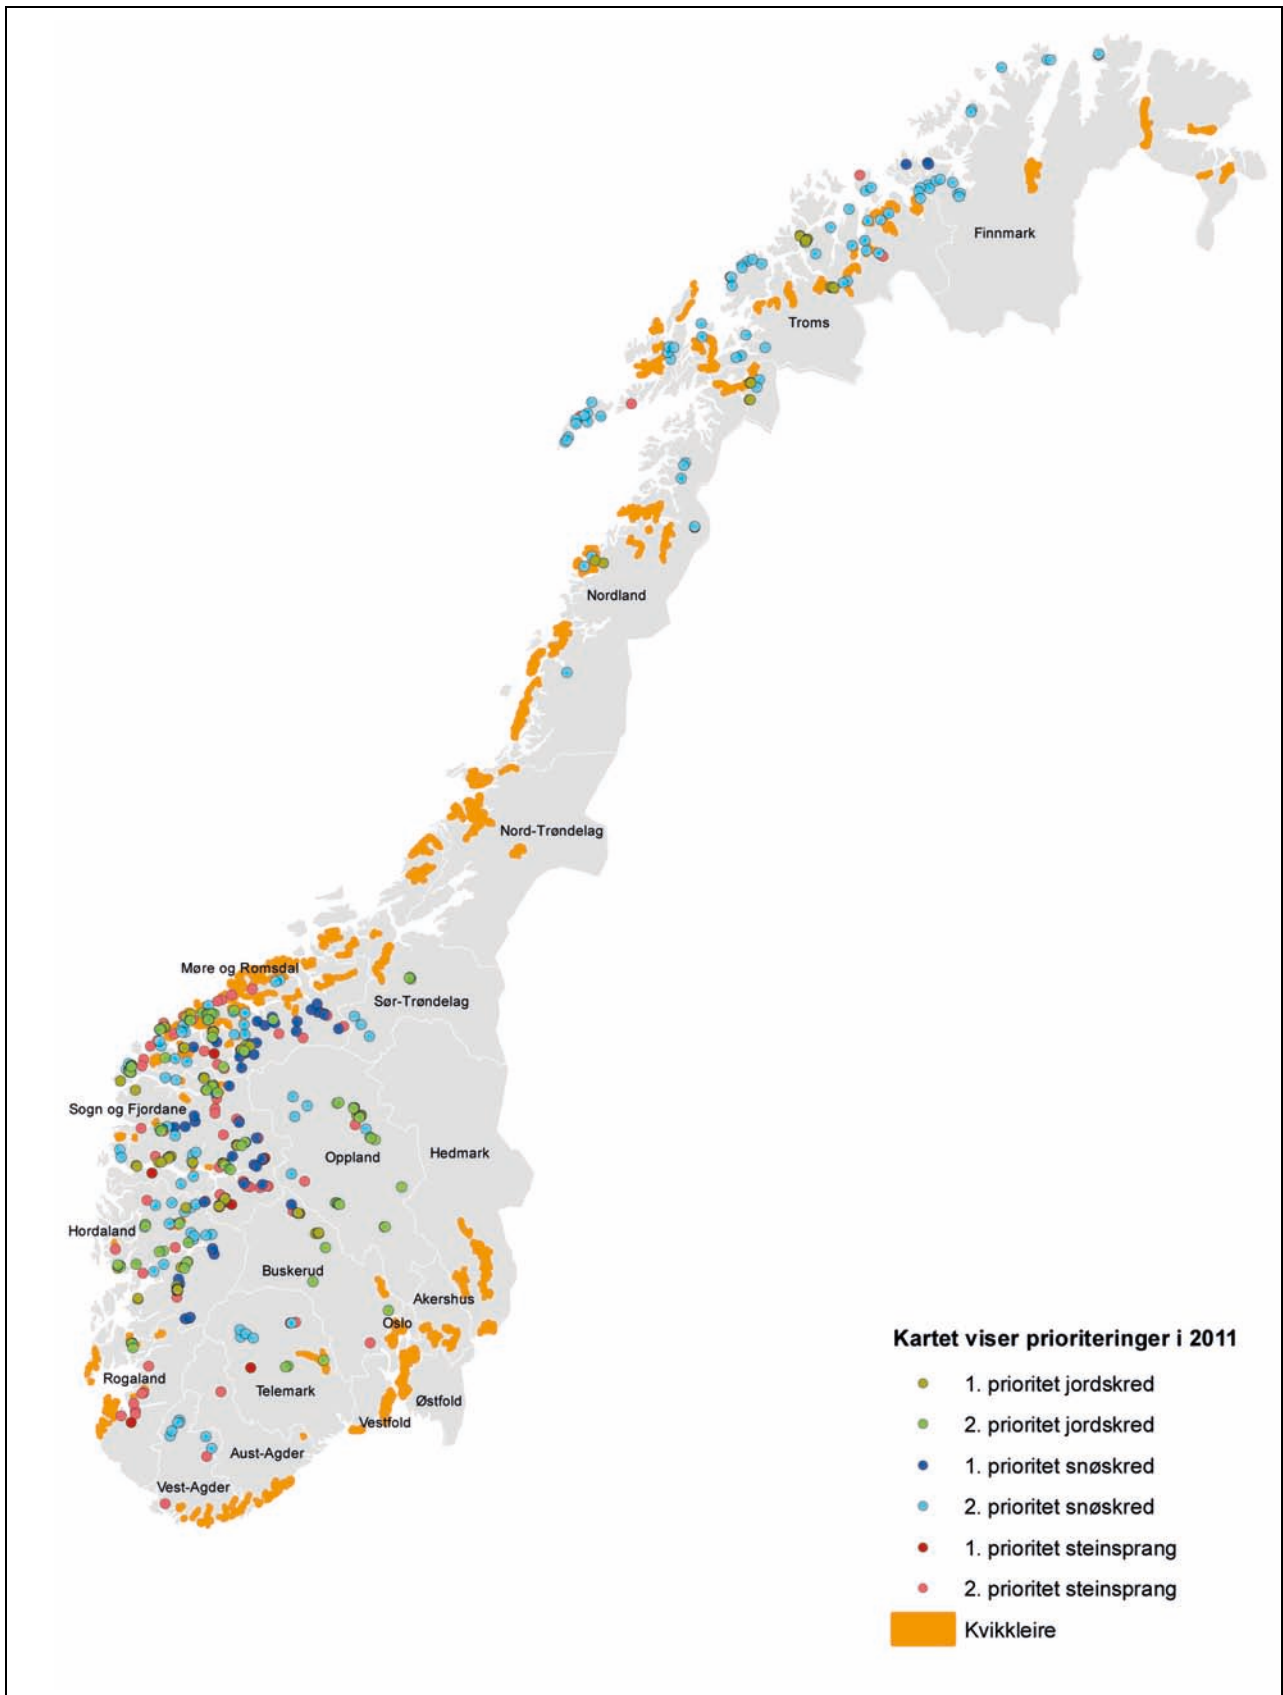 Finnmark
Troms
Nordland
Nord-Trøndelag
Møre og Romsdal
Sør-Trøndelag
Sogn og Fjordane
Oppland
Hedmark
Hordaland
Buskerud
Akershus
Oslo
Rogaland
Telemark
Østfold
Vestfold
Aust-Agder
Vest-Agder
Kartet viser prioriteringer i 2011
1. prioritet jordskred
2. prioritet jordskred
1. prioritet snøskred
2. prioritet snøskred
1. prioritet steinsprang
2. prioritet steinsprang
Kvikkleire